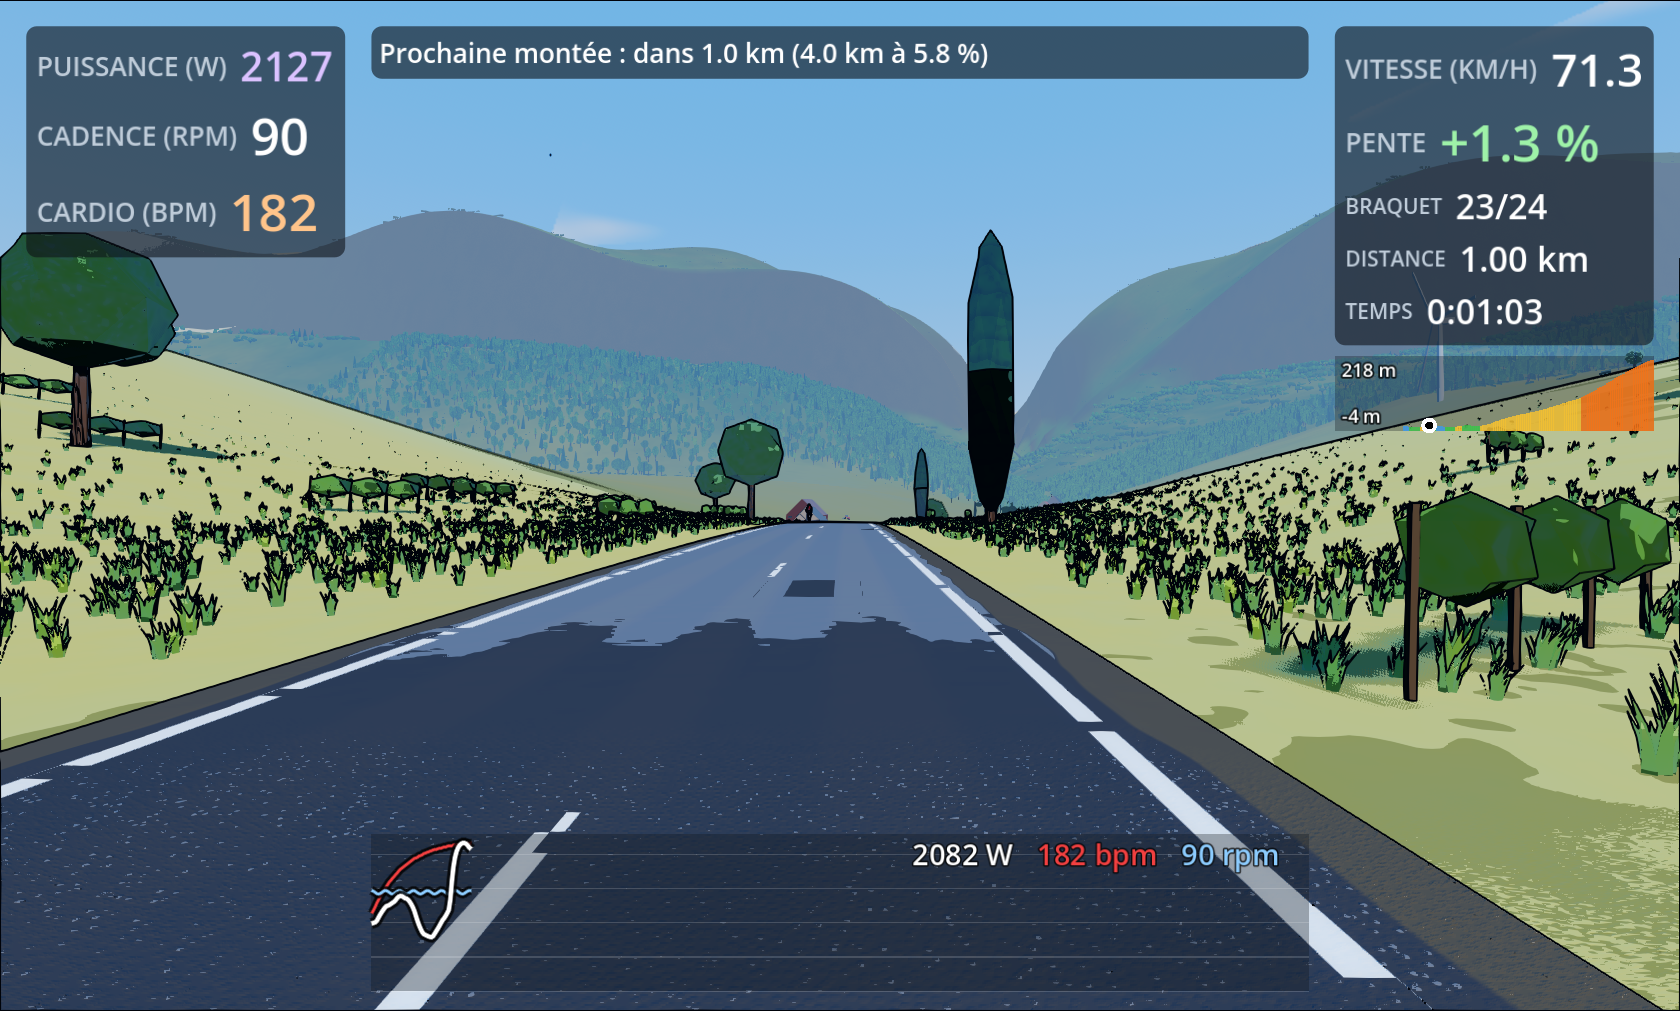 PUISSANCE (W) 2127
CADENCE (RPM) 90
CARDIO (BPM) 182
Prochaine montée : dans 1.0 km (4.0 km à 5.8 %)
VITESSE (KM/H) 71.3
PENTE +1.3 %
BRAQUET 23/24
DISTANCE 1.00 km
TEMPS 0:01:03
218 m
-4 m
2082 W 182 bpm 90 rpm